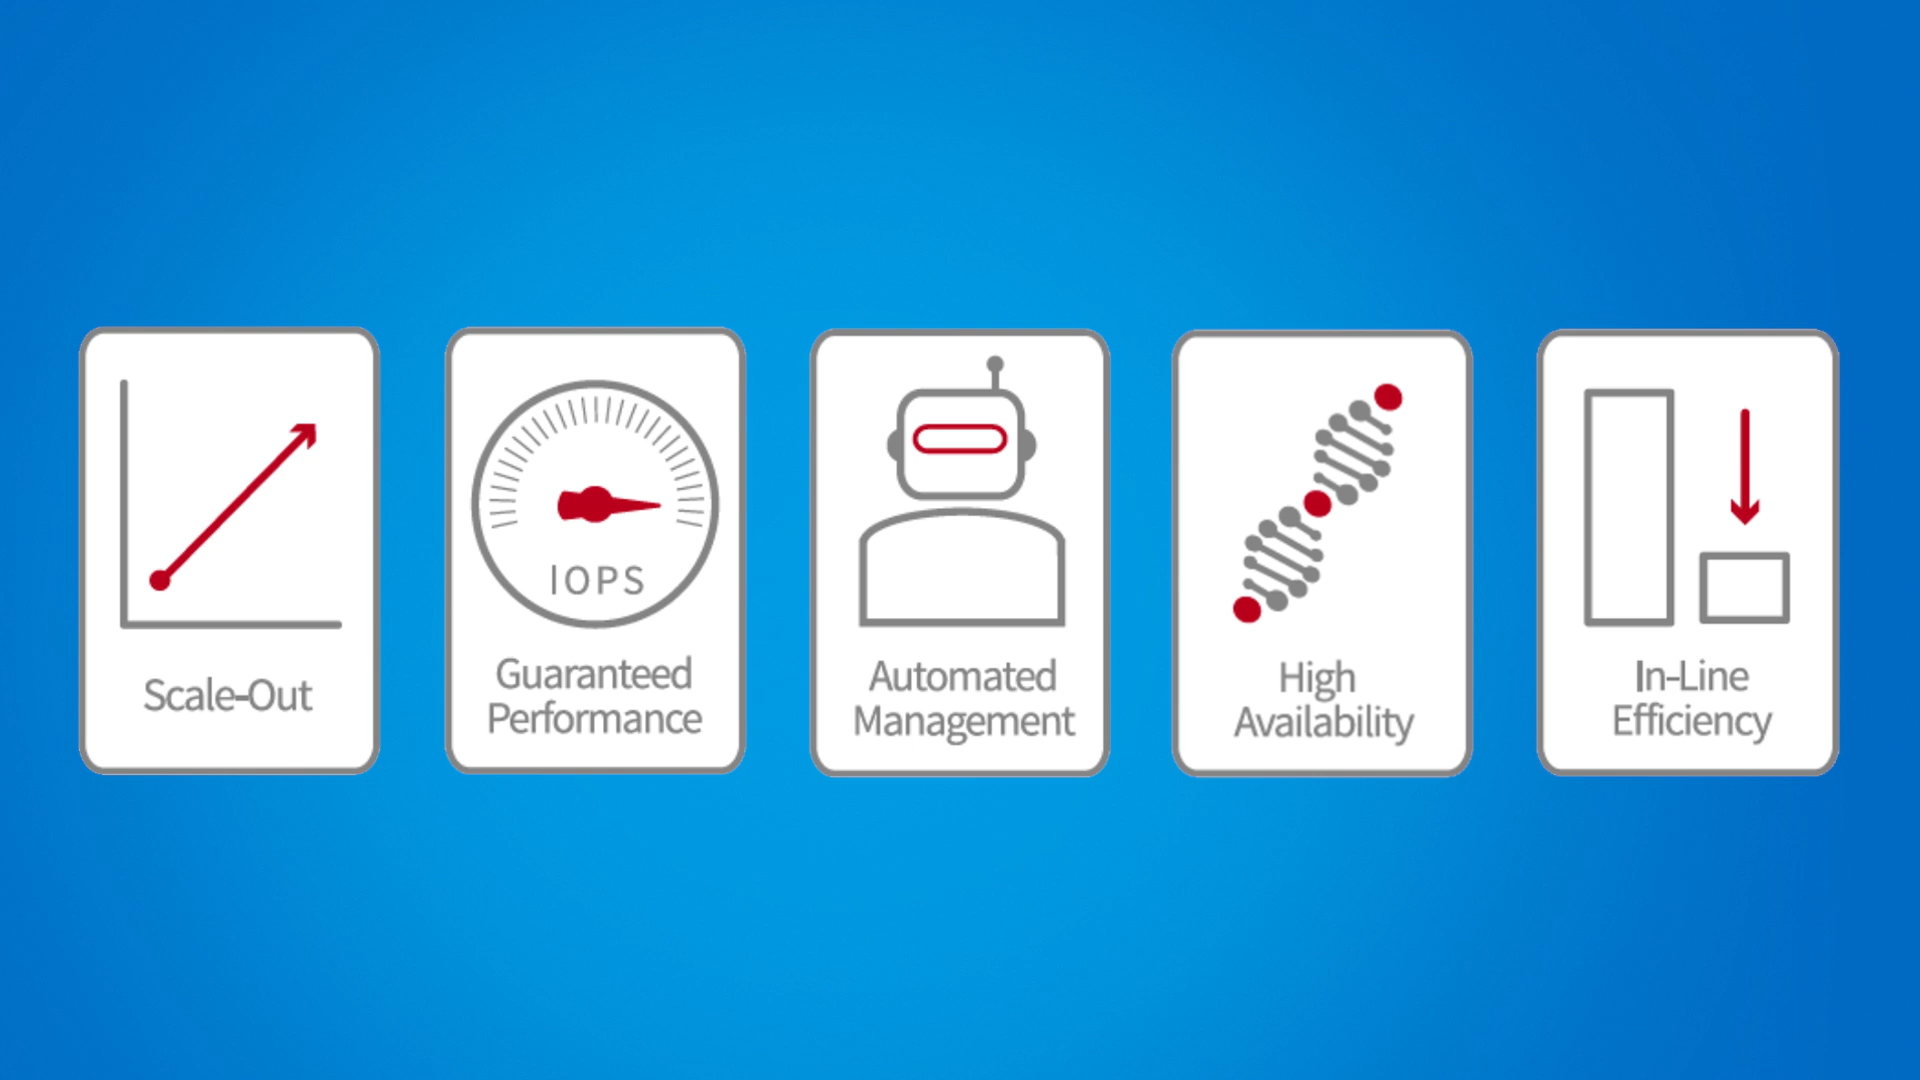 IOPS
Scale-Out
Guaranteed
Performance
Automated
Management
High
Availability
In-Line
Efficiency